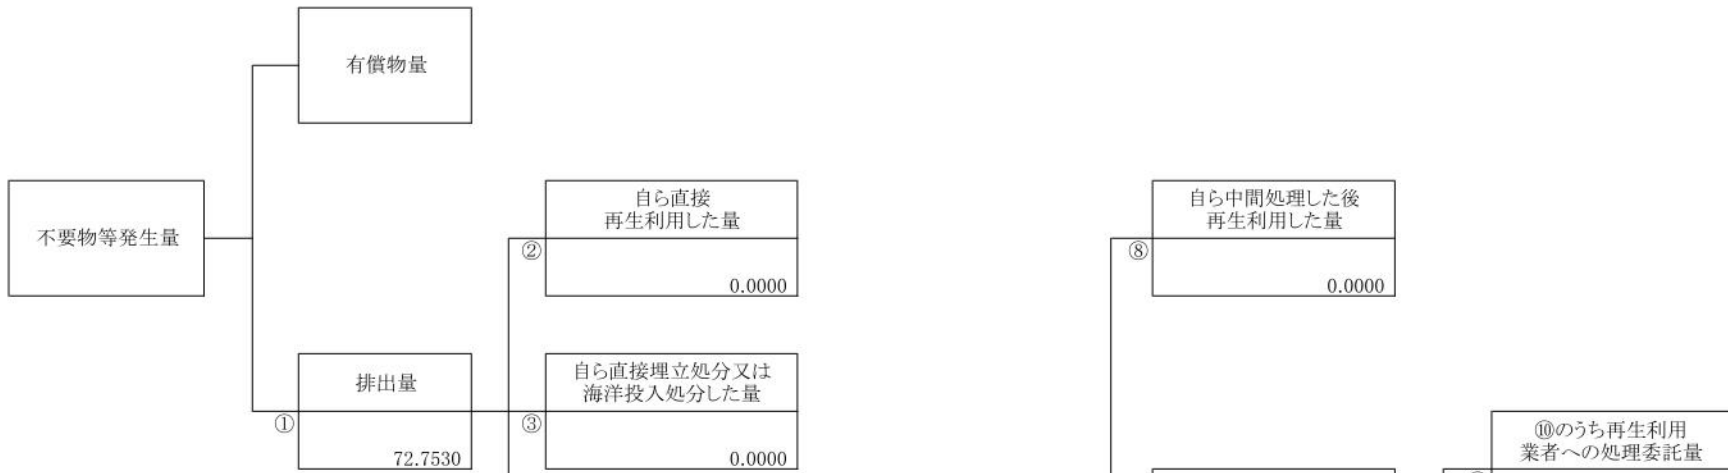 有償物量
不要物等発生量
自ら直接
再生利用した量
②
0.0000
自ら中間処理した後
再生利用した量
⑧
0.0000
排出量
①
72.7530
自ら直接埋立処分又は
海洋投入処分した量
③
0.0000
⑩のうち再生利用
業者への処理委託量